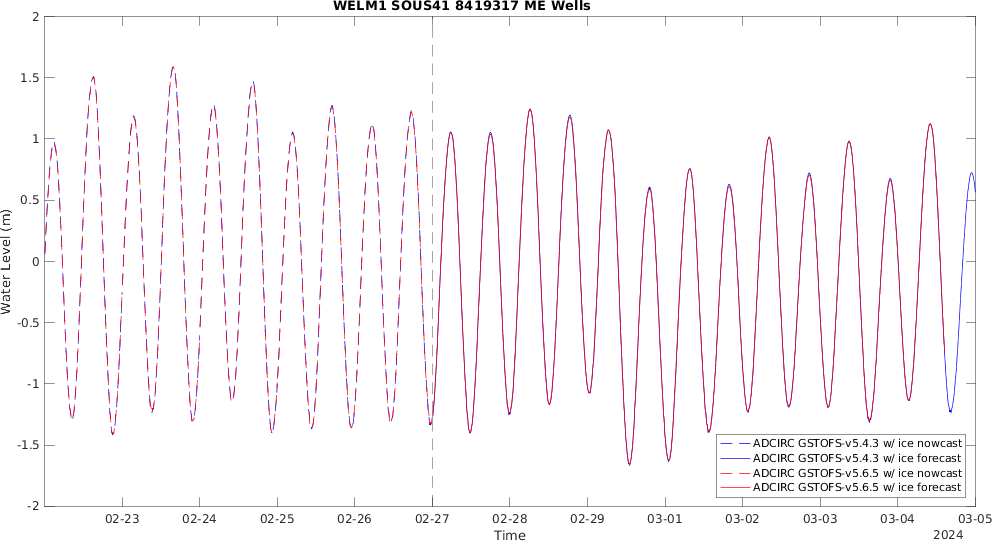 WELM1 SOUS41 8419317 ME Wells
2
1.5
1
0.5
0
-0.5
-1
-1.5
-2
Water Level (m)
ADCIRC GSTOFS-v5.4.3 w/ ice nowcast
ADCIRC GSTOFS-v5.4.3 w/ ice forecast
ADCIRC GSTOFS-v5.6.5 w/ ice nowcast
ADCIRC GSTOFS-v5.6.5 w/ ice forecast
02-23 02-24 02-25 02-26 02-27 02-28 02-29 03-01 03-02 03-03 03-04 03-05
Time
2024